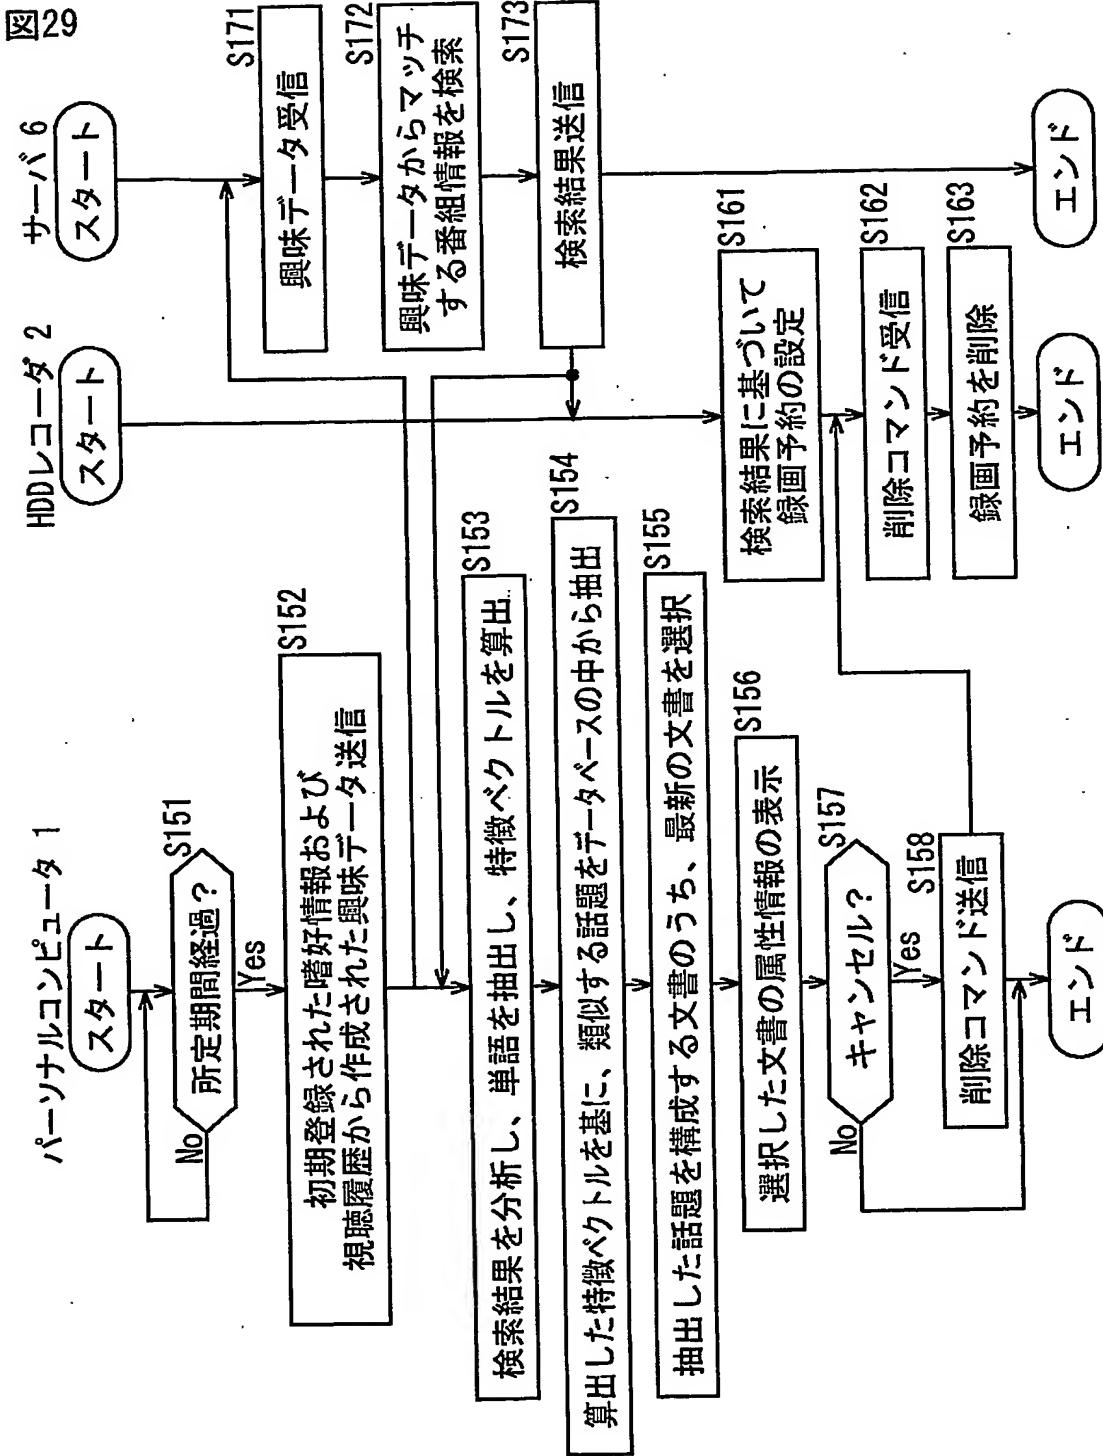 図29
パーソナルコンピュータ 1
スタート
S151
所定期間経過？
No
Yes
S152
初期登録された嗜好情報および
視聴履歴から作成された興味データ送信
S153
検索結果を分析し、単語を抽出し、特徴ベクトルを算出
S154
算出した特徴ベクトルを基に、類似する話題をデータベースの中から抽出
S155
抽出した話題を構成する文書のうち、最新の文書を選択
S156
選択した文書の属性情報の表示
S157
キャンセル？
No
Yes
S158
削除コマンド送信
エンド
HDDレコーダ 2
スタート
S161
検索結果に基づいて
録画予約の設定
S162
削除コマンド受信
S163
録画予約を削除
エンド
サーバ 6
スタート
S171
興味データ受信
S172
興味データからマッチ
する番組情報を検索
S173
検索結果送信
エンド